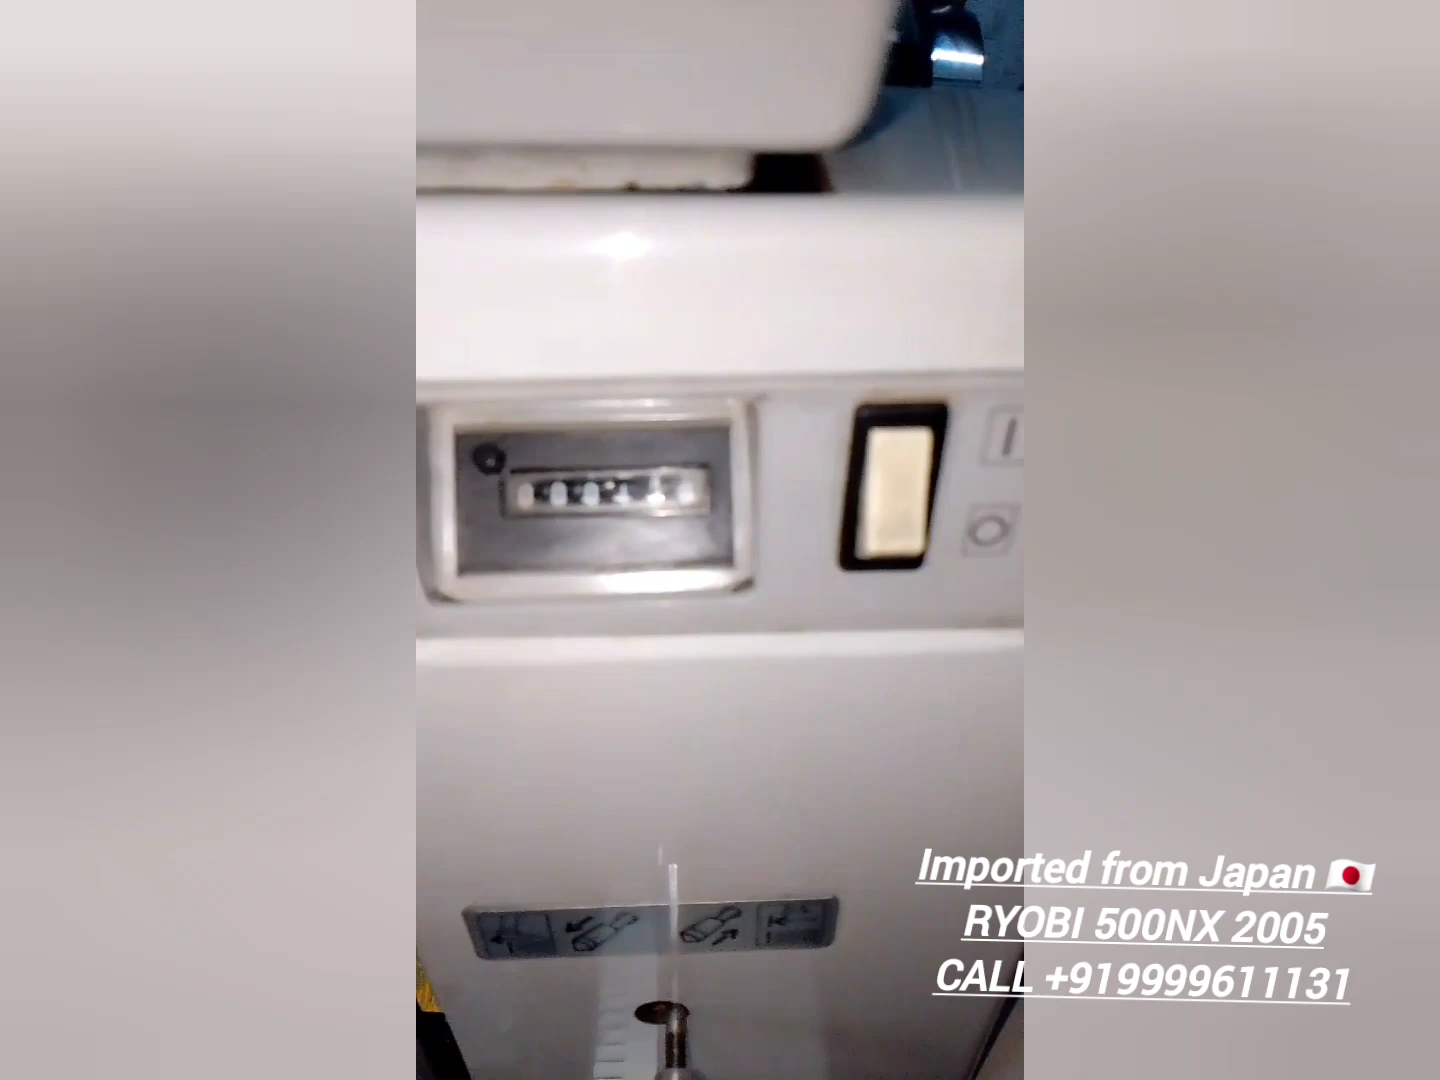 Imported from Japan 🇯🇵
RYOBI 500NX 2005
CALL +919999611131